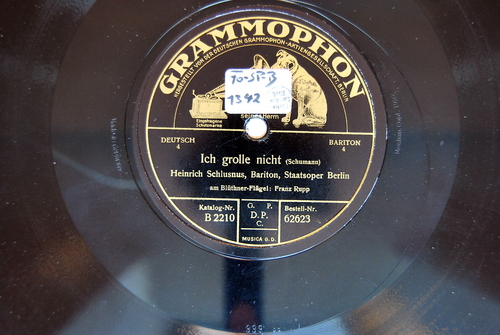 GRAMMOPHON
HERGESTELLT VON DER DEUTSCHEN GRAMMOPHON-AKTIENGESELLSCHAFT BERLIN
TO-SP-B
1342
Seines Herrn
Eingetragene
Schutzmarke
DEUTSCH
4
BARITON
4
Ich grolle nicht (Schumann)
Heinrich Schlusnus, Bariton, Staatsoper Berlin
am Blüthner-Flügel: Franz Rupp
Katalog-Nr.
B 2210
G. P.
D. P.
C.
Bestell-Nr.
62623
MUSICA B. D.